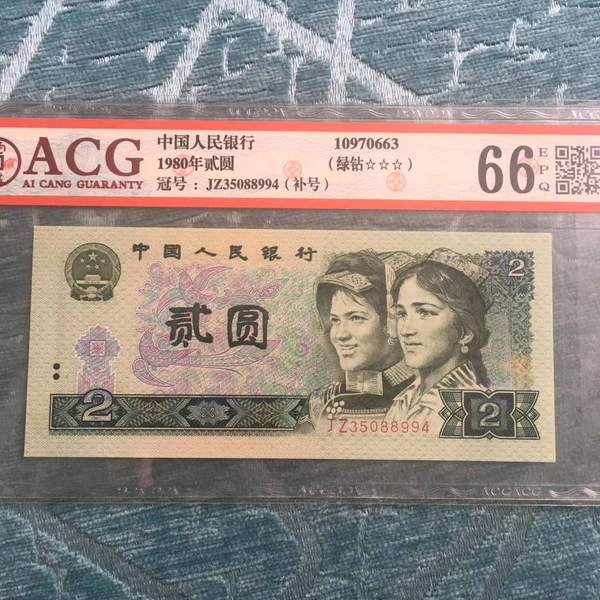 ACG
AI CANG GUARANTY
中国人民银行 10970663
1980年贰圆 (绿钻☆☆☆)
冠号：JZ35088994(补号)
66
EPQ
中国人民银行
2
贰圆
2
JZ35088994
2
ACG ACG